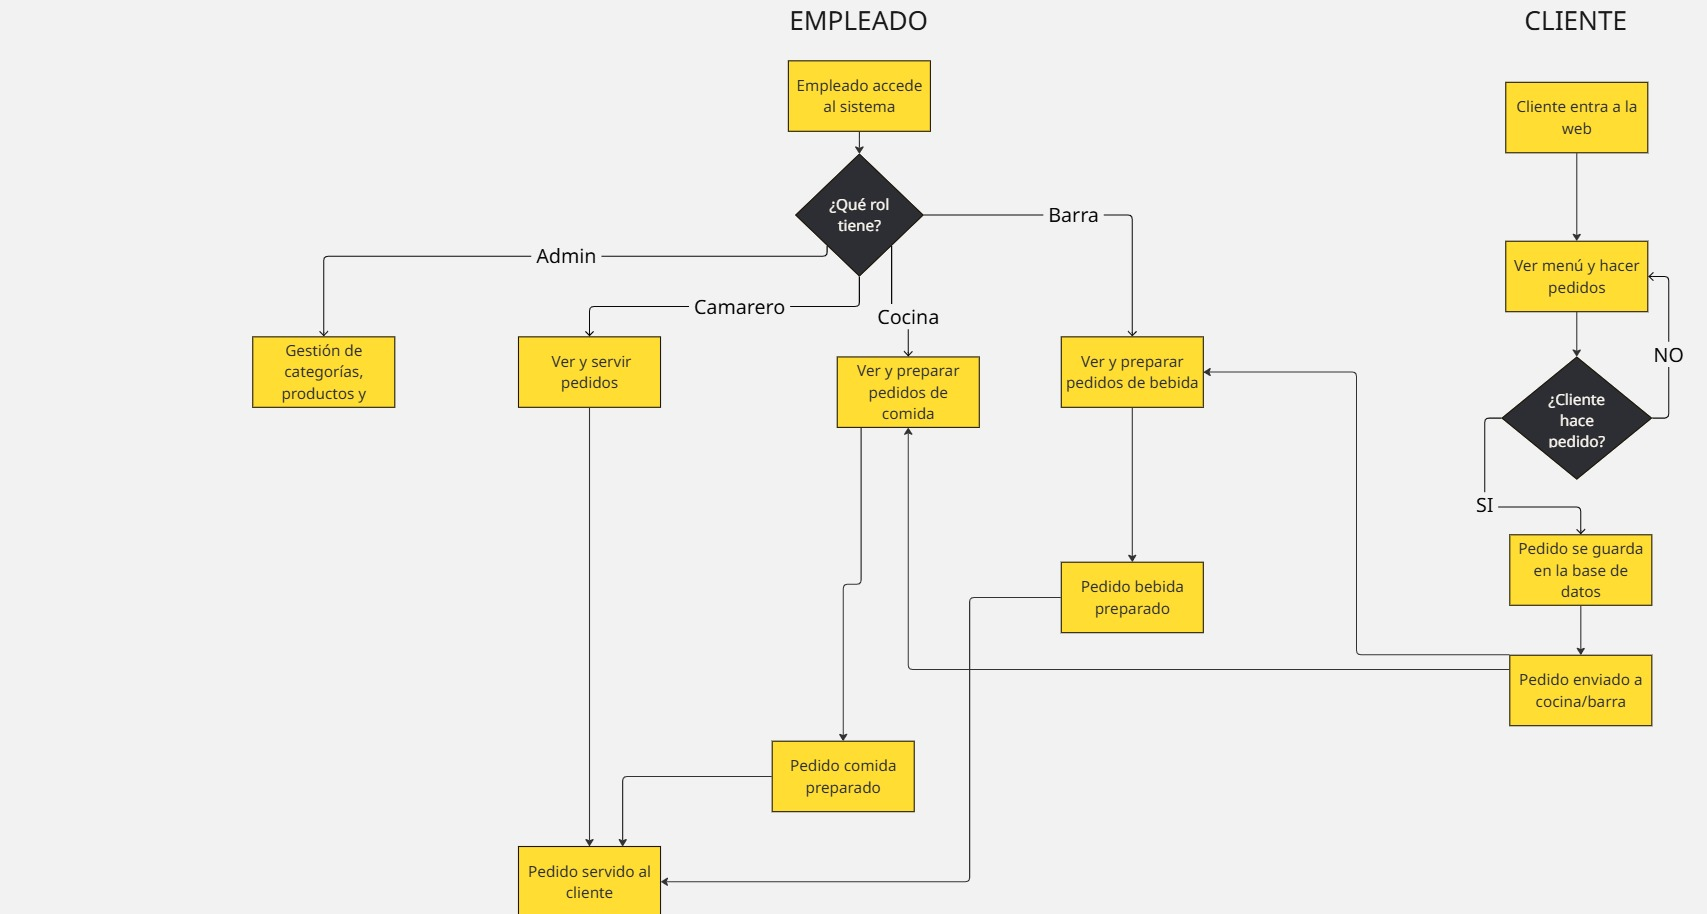 EMPLEADO
CLIENTE
Empleado accede
al sistema
Cliente entra a la
web
¿Qué rol
tiene?
Barra
Admin
Camarero
Cocina
Ver menú y hacer
pedidos
NO
Gestión de
categorías,
productos y
Ver y servir
pedidos
Ver y preparar
pedidos de
comida
Ver y preparar
pedidos de bebida
¿Cliente
hace
pedido?
SI
Pedido se guarda
en la base de
datos
Pedido bebida
preparado
Pedido enviado a
cocina/barra
Pedido comida
preparado
Pedido servido al
cliente